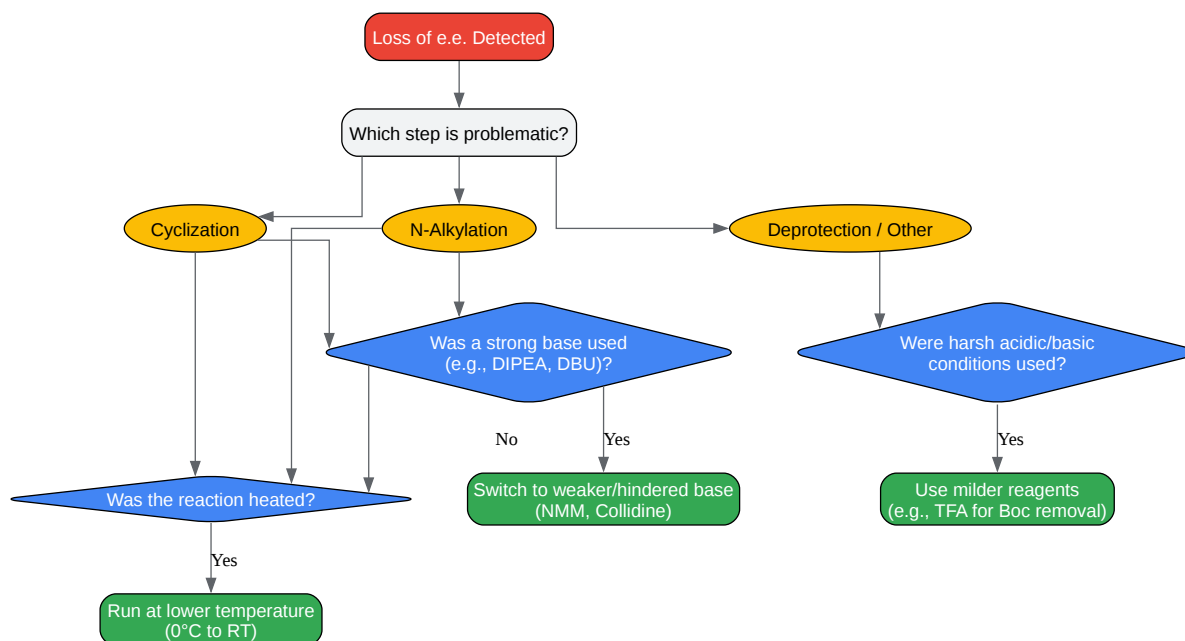 Loss of e.e. Detected
Which step is problematic?
Cyclization
N-Alkylation
Deprotection / Other
Was a strong base used
(e.g., DIPEA, DBU)?
Were harsh acidic/basic
conditions used?
No
Yes
Yes
Was the reaction heated?
Switch to weaker/hindered base
(NMM, Collidine)
Use milder reagents
(e.g., TFA for Boc removal)
Yes
Run at lower temperature
(0°C to RT)